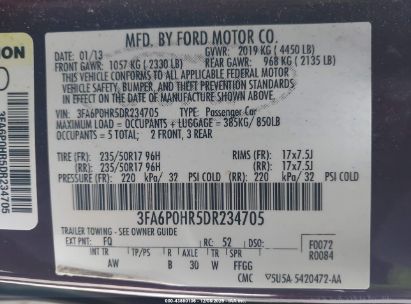 MFD. BY FORD MOTOR CO.
01/13
GVWR: 2019 KG ( 4450 LB)
FRONT GAWR: 1057 KG ( 2330 LB) REAR GAWR: 968 KG ( 2135 LB)
THIS VEHICLE CONFORMS TO ALL APPLICABLE FEDERAL MOTOR
VEHICLE SAFETY, BUMPER, AND THEFT PREVENTION STANDARDS IN
EFFECT ON THE DATE OF MANUFACTURE SHOWN ABOVE.
VIN: 3FA6P0HR5DR234705 TYPE: Passenger Car
MAXIMUM LOAD = OCCUPANTS + LUGGAGE = 385KG / 850LB
OCCUPANTS = 5 TOTAL: 2 FRONT, 3 REAR
TIRE (FR): 235/50R17 96H RIMS (FR) 17x7.5J
(RR): 235/50R17 96H (RR) 17x7.5J
PRESSURE (FR): 220 kPa/ 32 PSI COLD (RR) 220 kPa/ 32 PSI COLD
3FA6P0HR5DR234705
TRAILER TOWING – SEE OWNER GUIDE
EXT PNT: FQ RC: 52 DSO: F0072
R0084
INT TR TP/PS R AXLE TR SPR
AW B 30 W FFGG
CMC 5U5A-5420472-AA
3FA6P0HR5DR234705